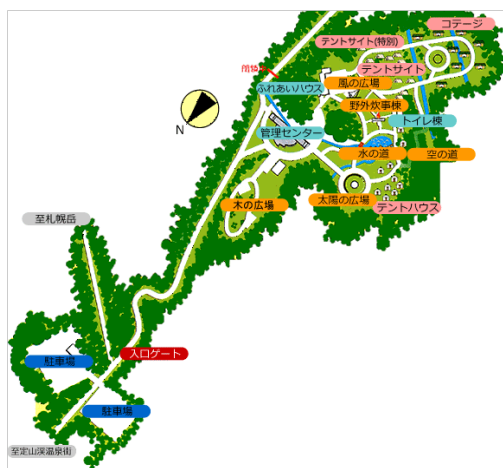 コテージ
テントサイト(特別)
テントサイト
風の広場
ふれあいハウス
野外炊事棟
トイレ棟
管理センター
水の道
空の道
木の広場
太陽の広場
テントハウス
至札幌岳
N
入口ゲート
駐車場
駐車場
至定山渓温泉街